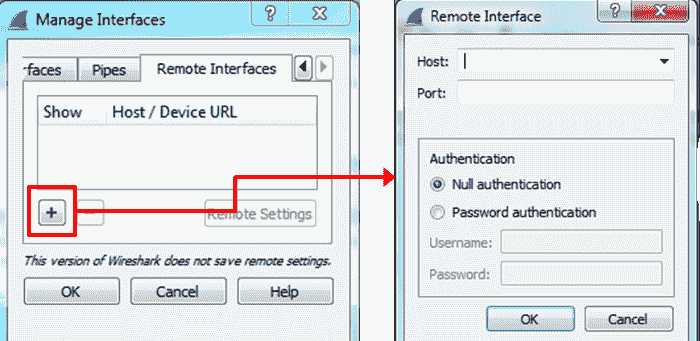 Manage Interfaces
rfaces Pipes Remote Interfaces
Show Host / Device URL
+ Remote Settings
This version of Wireshark does not save remote settings.
OK Cancel Help
Remote Interface
Host:
Port:
Authentication
Null authentication
Password authentication
Username:
Password:
OK Cancel